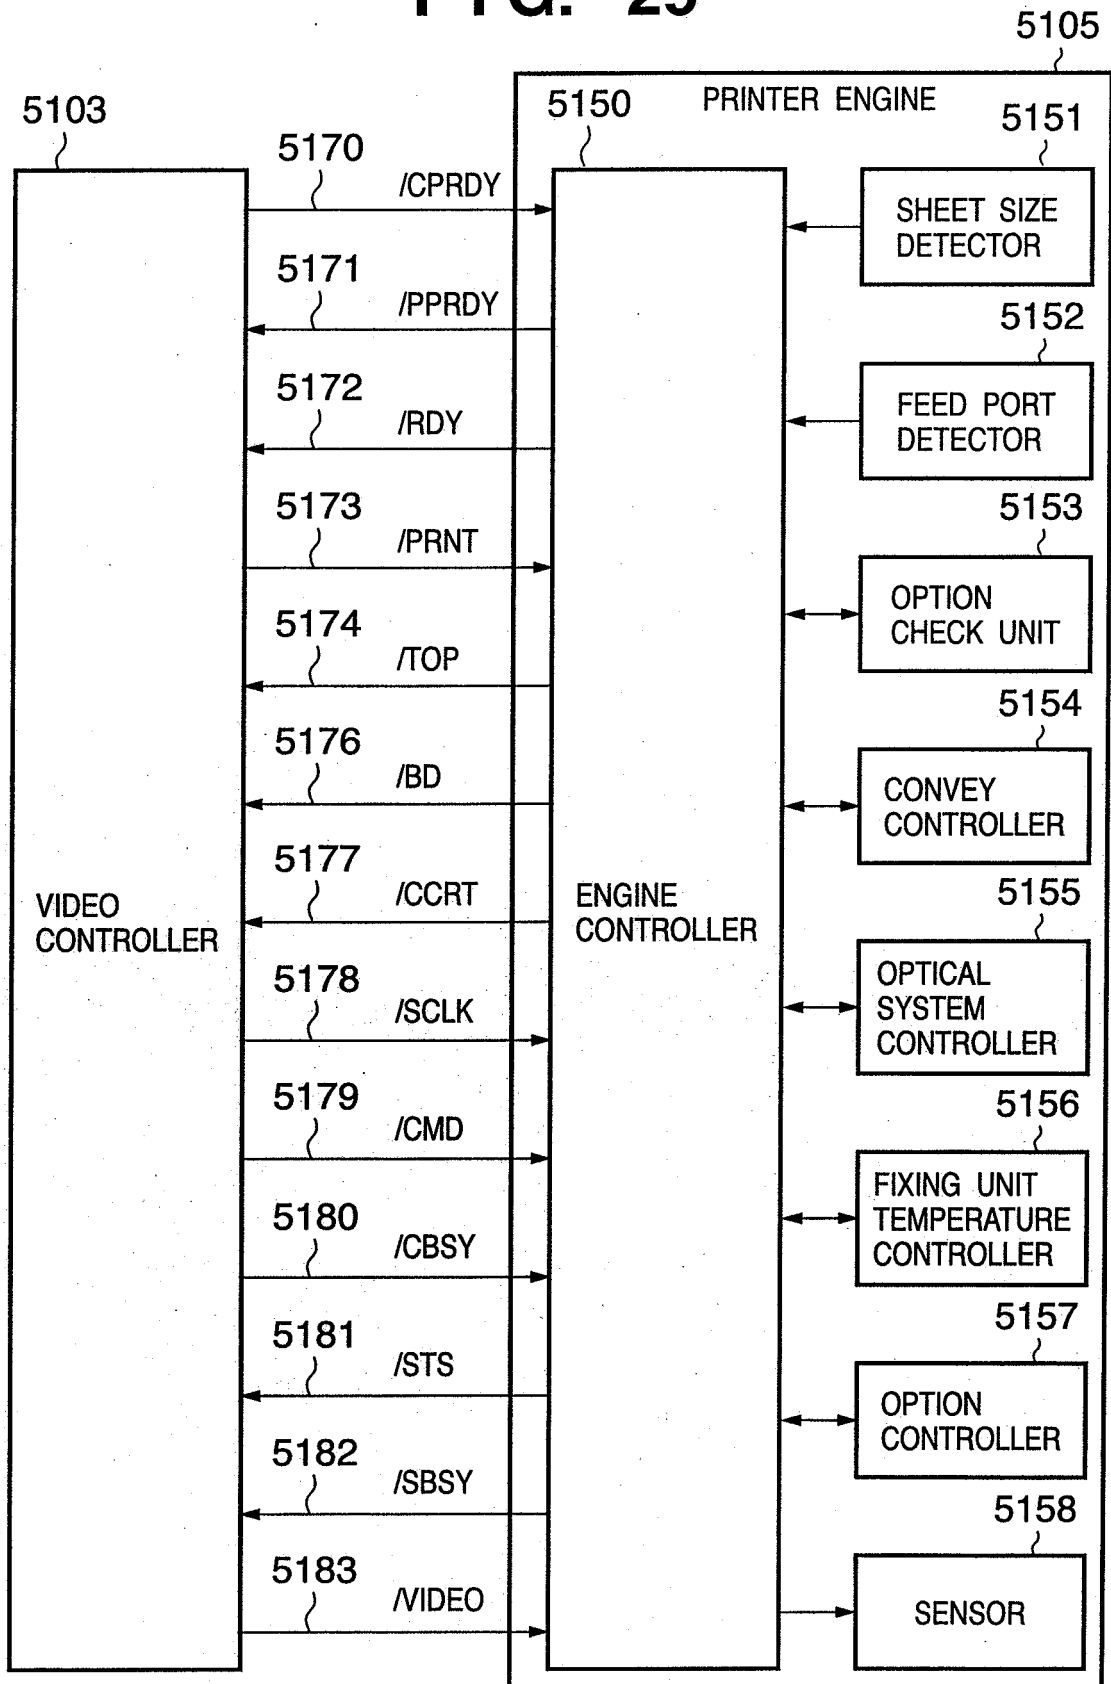 FIG. 25
5105
5103
5150
PRINTER ENGINE
5151
5170
/CPRDY
SHEET SIZE
DETECTOR
5171
/PPRDY
5152
5172
/RDY
FEED PORT
DETECTOR
5173
/PRNT
5153
OPTION
CHECK UNIT
5174
/TOP
5154
5176
/BD
CONVEY
CONTROLLER
5177
/CCRT
VIDEO
CONTROLLER
ENGINE
CONTROLLER
5155
5178
/SCLK
OPTICAL
SYSTEM
CONTROLLER
5179
/CMD
5156
5180
/CBSY
FIXING UNIT
TEMPERATURE
CONTROLLER
5181
/STS
5157
OPTION
CONTROLLER
5182
/SBSY
5158
5183
/VIDEO
SENSOR